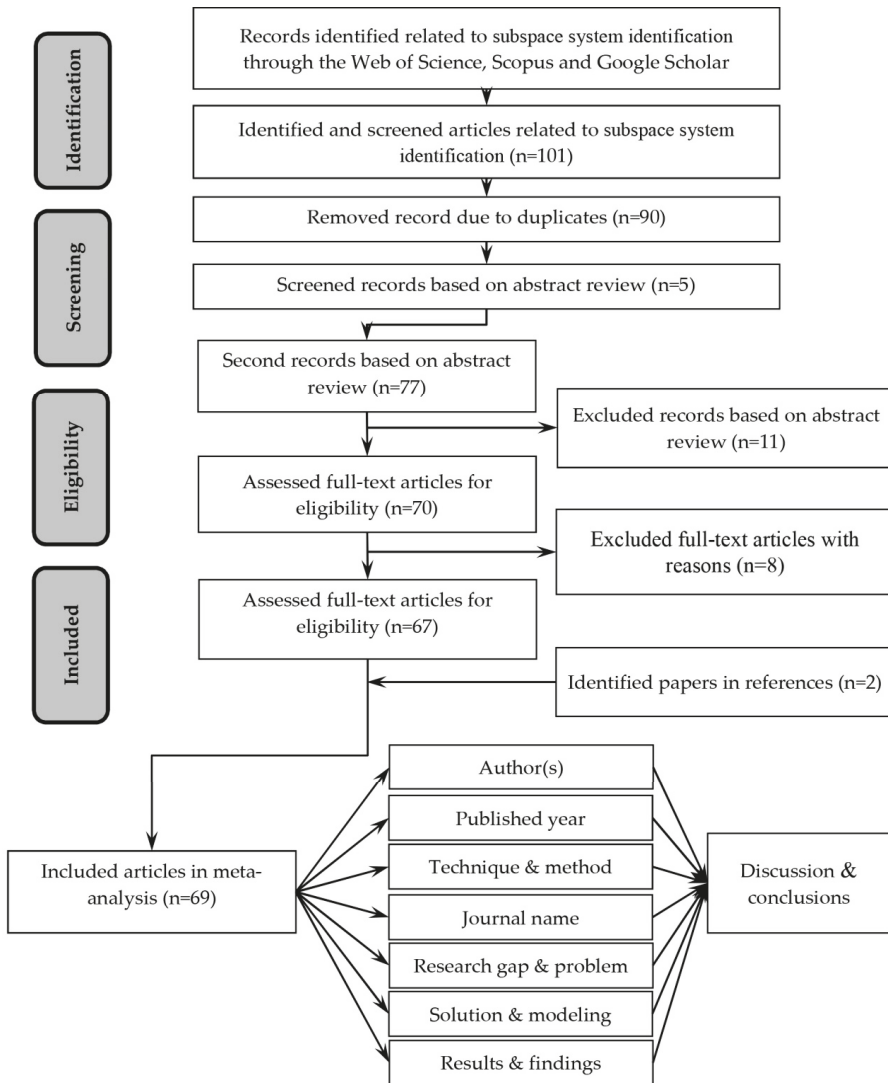 Identification
Records identified related to subspace system identification
through the Web of Science, Scopus and Google Scholar
Identified and screened articles related to subspace system
identification (n=101)
Screening
Removed record due to duplicates (n=90)
Screened records based on abstract review (n=5)
Second records based on abstract
review (n=77)
Eligibility
Excluded records based on abstract
review (n=11)
Assessed full-text articles for
eligibility (n=70)
Excluded full-text articles with
reasons (n=8)
Included
Assessed full-text articles for
eligibility (n=67)
Identified papers in references (n=2)
Included articles in meta-
analysis (n=69)
Author(s)
Published year
Technique & method
Journal name
Research gap & problem
Solution & modeling
Results & findings
Discussion &
conclusions